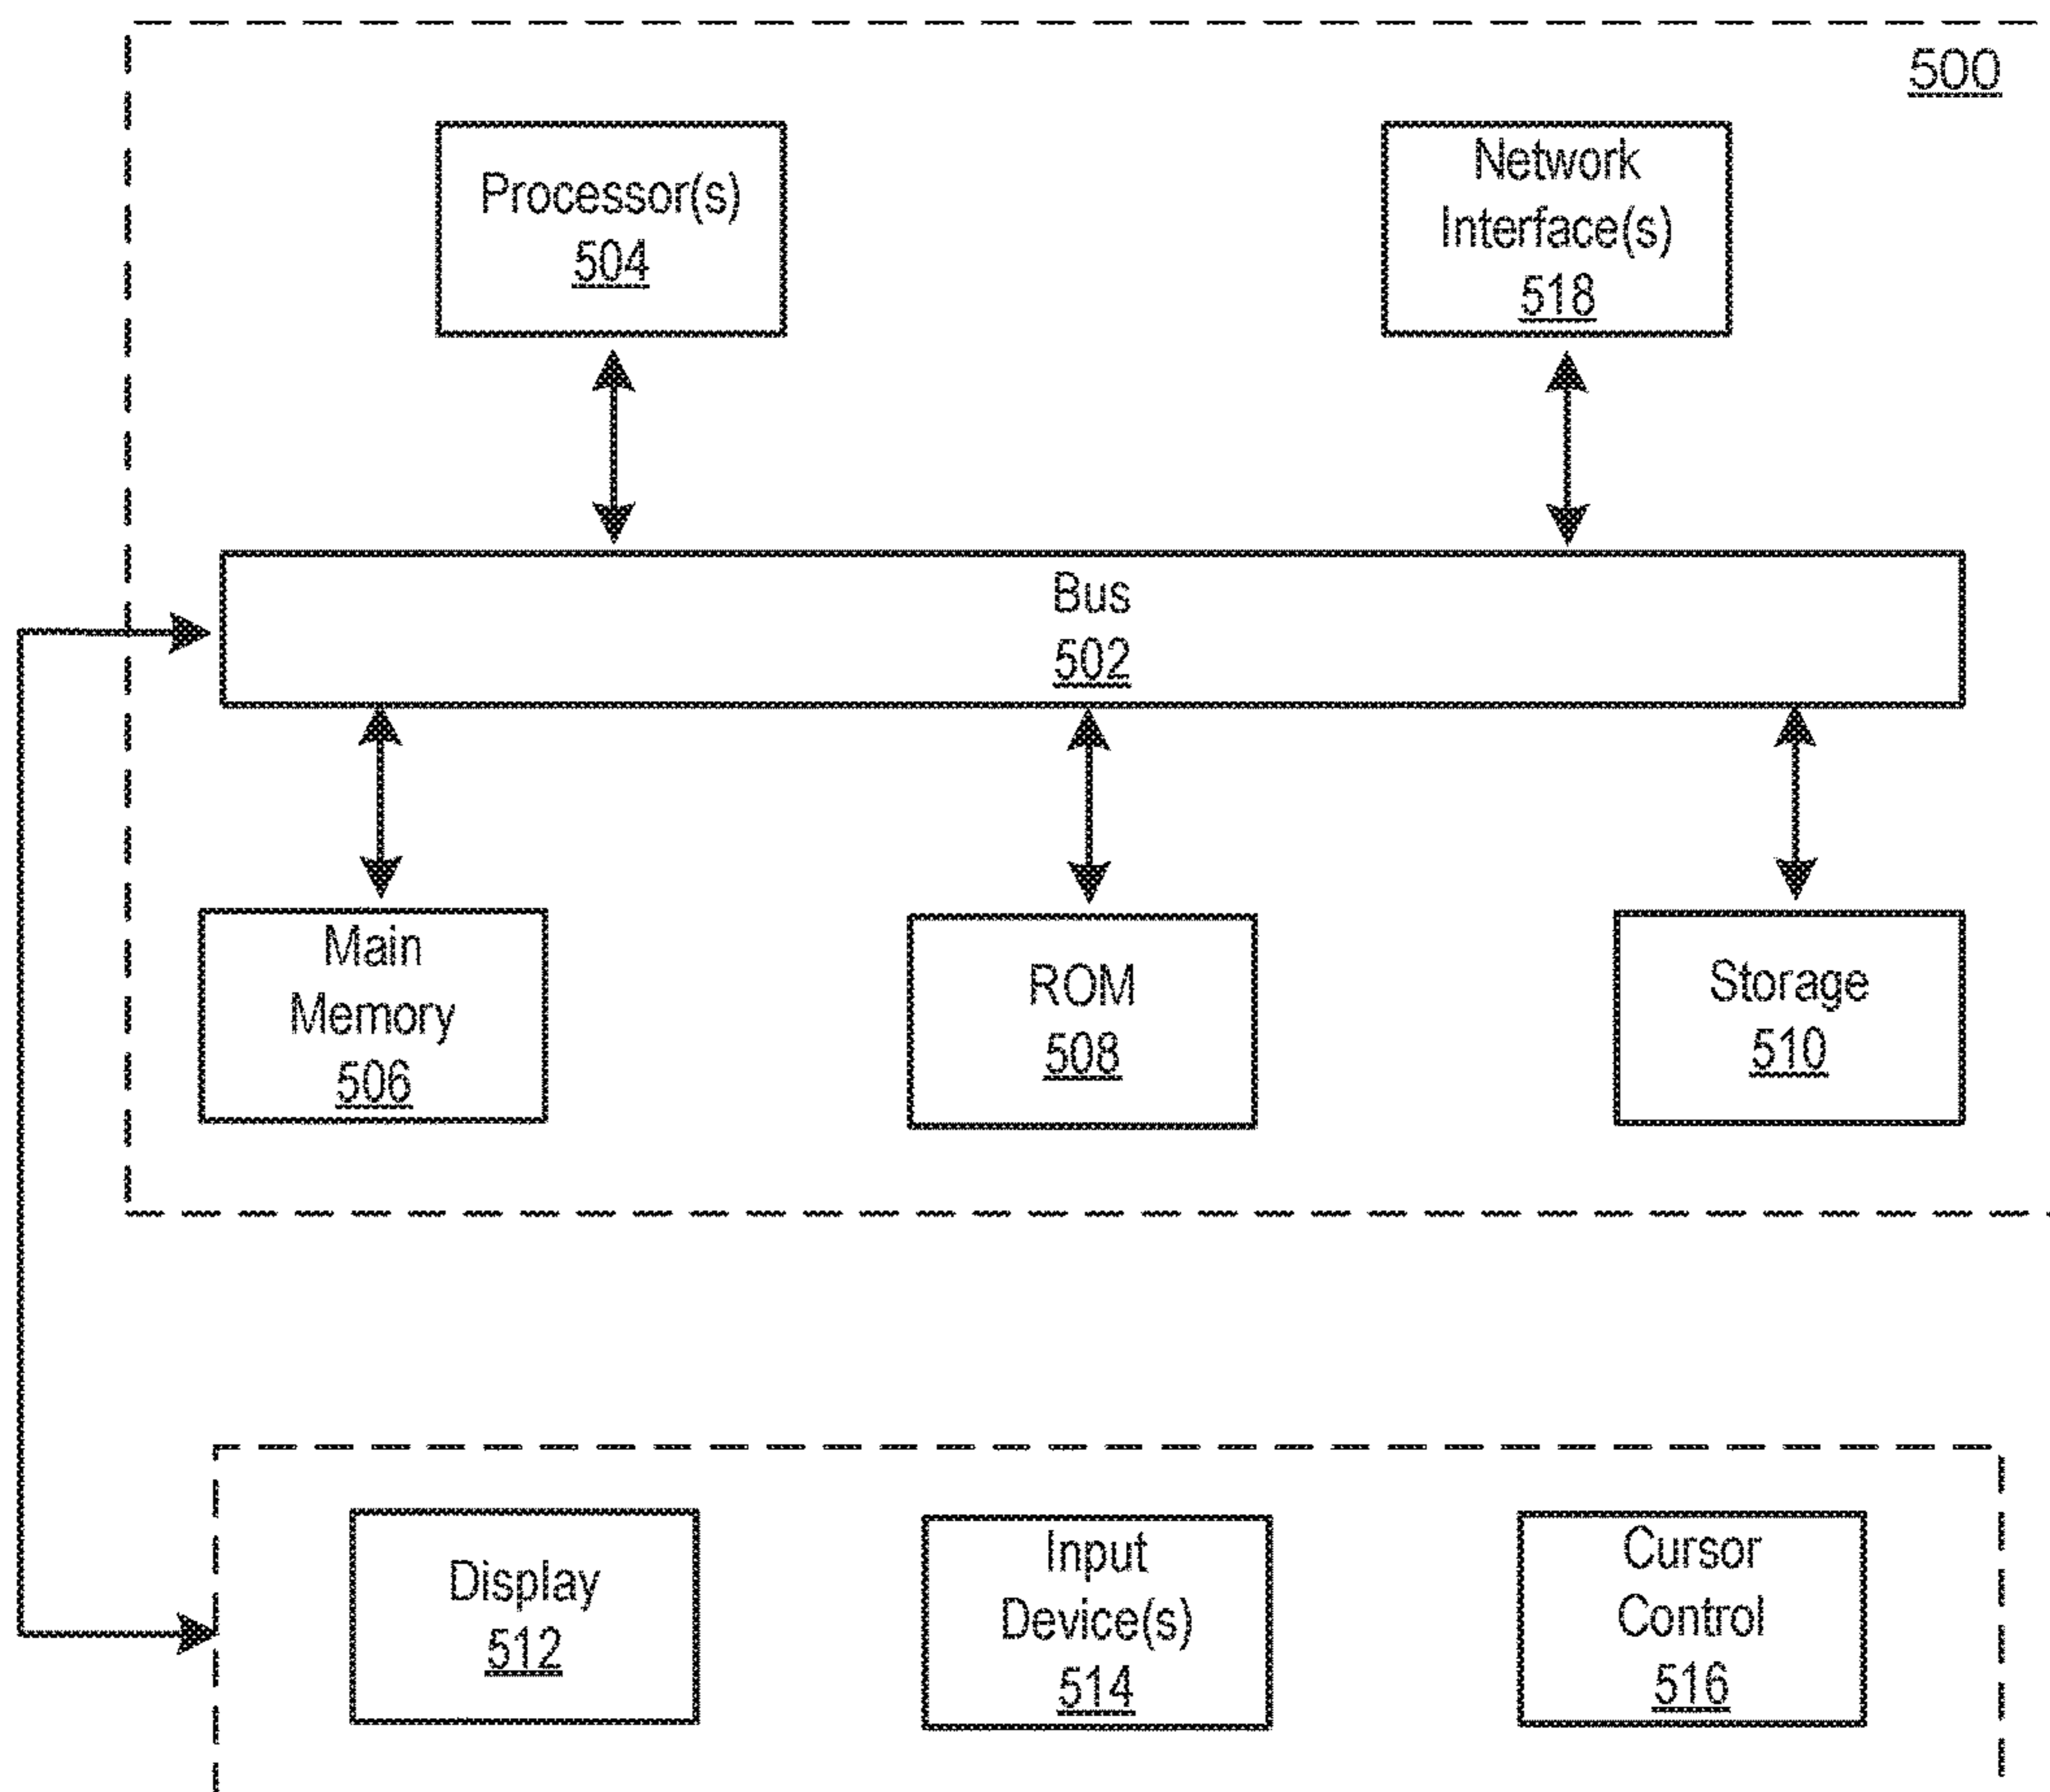 500
Processor(s)
504
Network
Interface(s)
518
Bus
502
Main
Memory
506
ROM
508
Storage
510
Display
512
Input
Device(s)
514
Cursor
Control
516